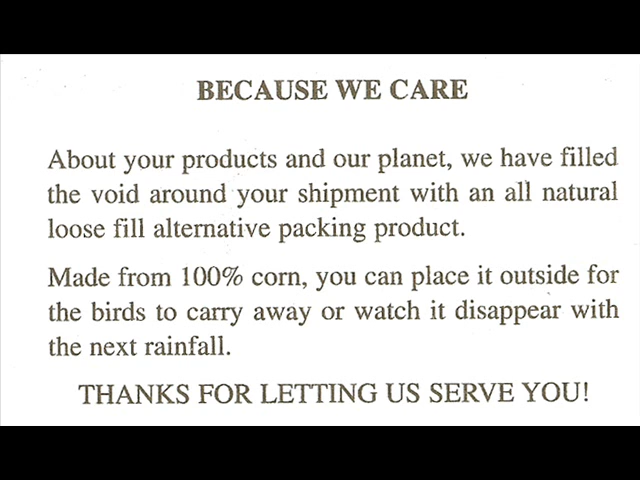 BECAUSE WE CARE
About your products and our planet, we have filled
the void around your shipment with an all natural
loose fill alternative packing product.
Made from 100% corn, you can place it outside for
the birds to carry away or watch it disappear with
the next rainfall.
THANKS FOR LETTING US SERVE YOU!